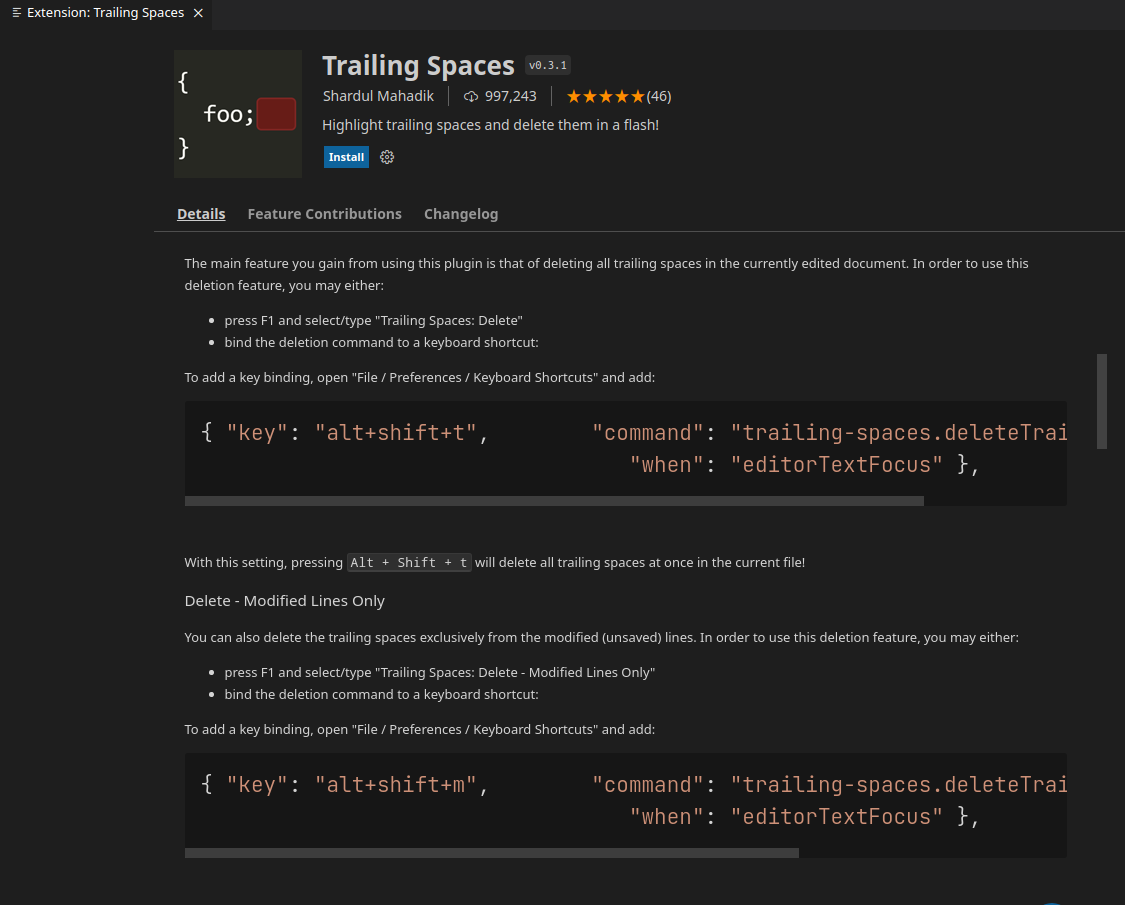 Extension: Trailing Spaces
{
foo;
}
Trailing Spaces v0.3.1
Shardul Mahadik 997,243 ★★★★★(46)
Highlight trailing spaces and delete them in a flash!
Install
Details Feature Contributions Changelog
The main feature you gain from using this plugin is that of deleting all trailing spaces in the currently edited document. In order to use this
deletion feature, you may either:
• press F1 and select/type "Trailing Spaces: Delete"
• bind the deletion command to a keyboard shortcut:
To add a key binding, open "File / Preferences / Keyboard Shortcuts" and add:
{ "key": "alt+shift+t", "command": "trailing-spaces.deleteTrai
"when": "editorTextFocus" },
With this setting, pressing Alt + Shift + t will delete all trailing spaces at once in the current file!
Delete - Modified Lines Only
You can also delete the trailing spaces exclusively from the modified (unsaved) lines. In order to use this deletion feature, you may either:
• press F1 and select/type "Trailing Spaces: Delete - Modified Lines Only"
• bind the deletion command to a keyboard shortcut:
To add a key binding, open "File / Preferences / Keyboard Shortcuts" and add:
{ "key": "alt+shift+m", "command": "trailing-spaces.deleteTrai
"when": "editorTextFocus" },